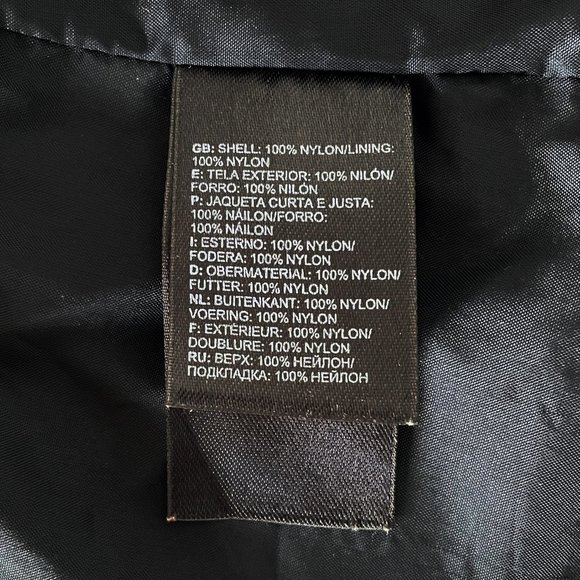 GB: SHELL: 100% NYLON/LINING:
100% NYLON
E: TELA EXTERIOR: 100% NILÓN/
FORRO: 100% NILÓN
P: JAQUETA CURTA E JUSTA:
100% NÁILON/FORRO:
100% NÁILON
I: ESTERNO: 100% NYLON/
FODERA: 100% NYLON
D: OBERMATERIAL: 100% NYLON/
FUTTER: 100% NYLON
NL: BUITENKANT: 100% NYLON/
VOERING: 100% NYLON
F: EXTÉRIEUR: 100% NYLON/
DOUBLURE: 100% NYLON
RU: ВЕРХ: 100% НЕЙЛОН/
ПОДКЛАДКА: 100% НЕЙЛОН